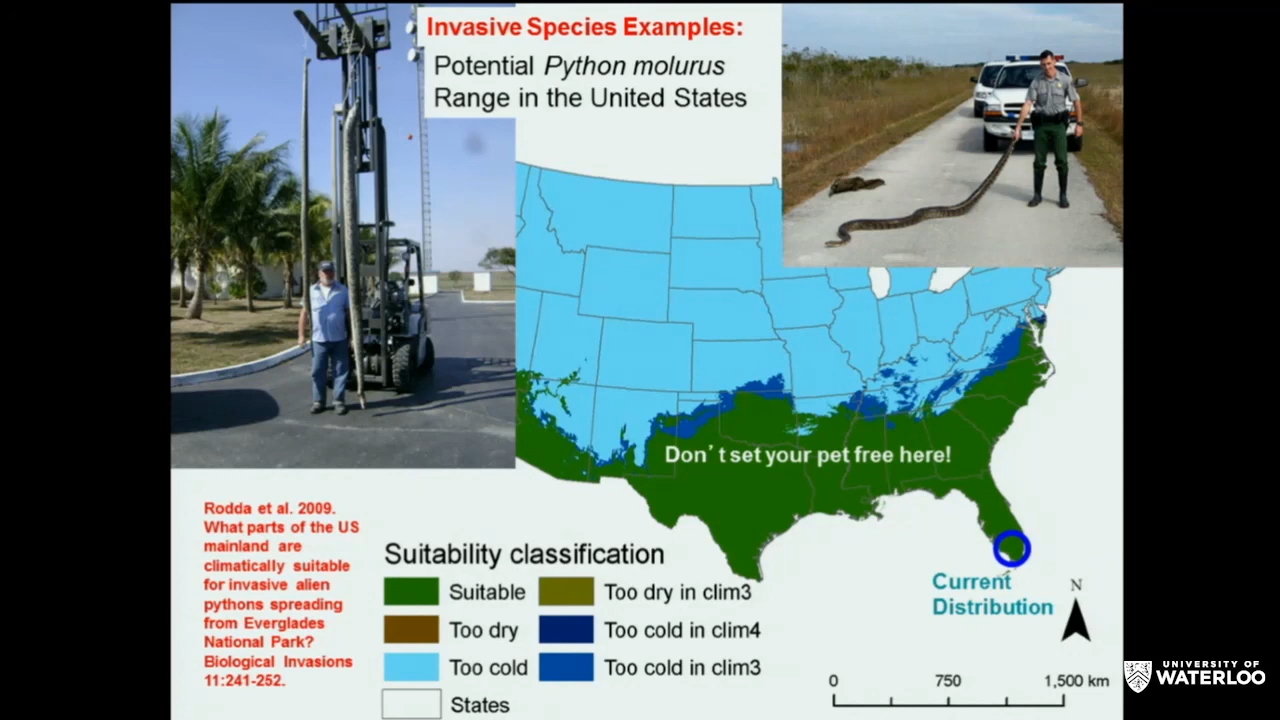 Invasive Species Examples:
Potential Python molurus
Range in the United States
Don't set your pet free here!
Rodda et al. 2009.
What parts of the US
mainland are
climatically suitable
for invasive alien
pythons spreading
from Everglades
National Park?
Biological Invasions
11:241-252.
Suitability classification
Suitable
Too dry in clim3
Too dry
Too cold in clim4
Too cold
Too cold in clim3
States
Current
Distribution
N
0 750 1,500 km
UNIVERSITY OF
WATERLOO